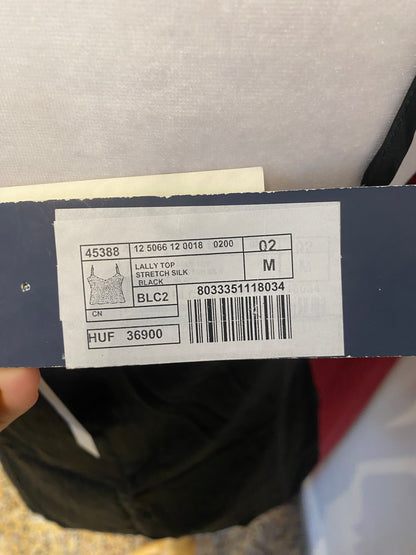 45388 12 5066 12 0018 0200 02
LALLY TOP M
STRETCH SILK
BLACK
BLC2
CN
8033351118034
HUF 36900